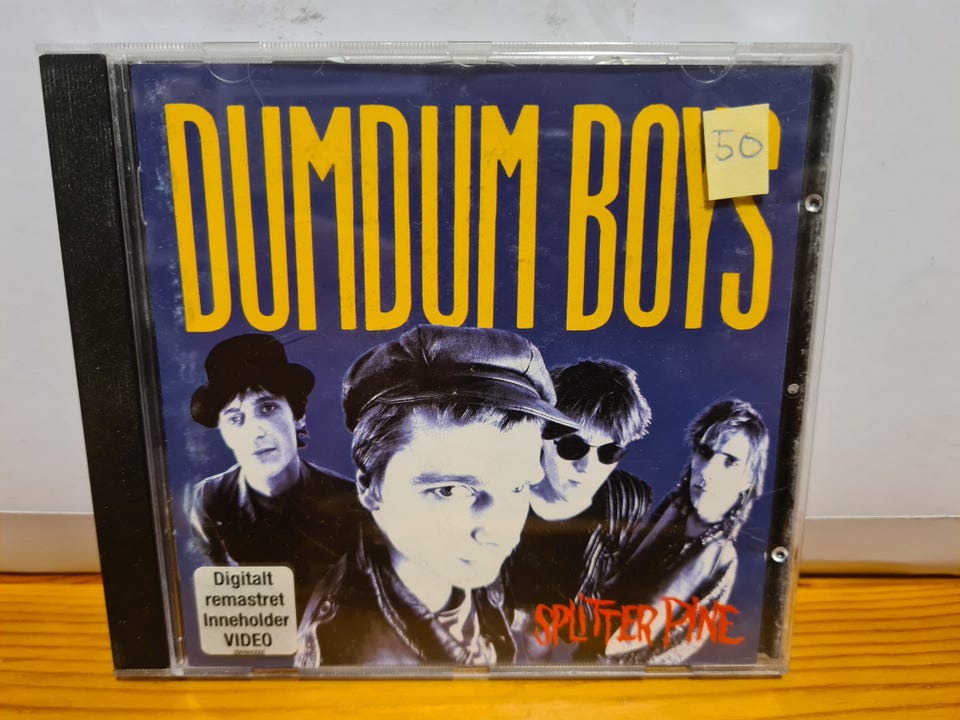 DUMDUM BOYS
50
SPLITTER PINE
Digitalt
remastret
Inneholder
VIDEO